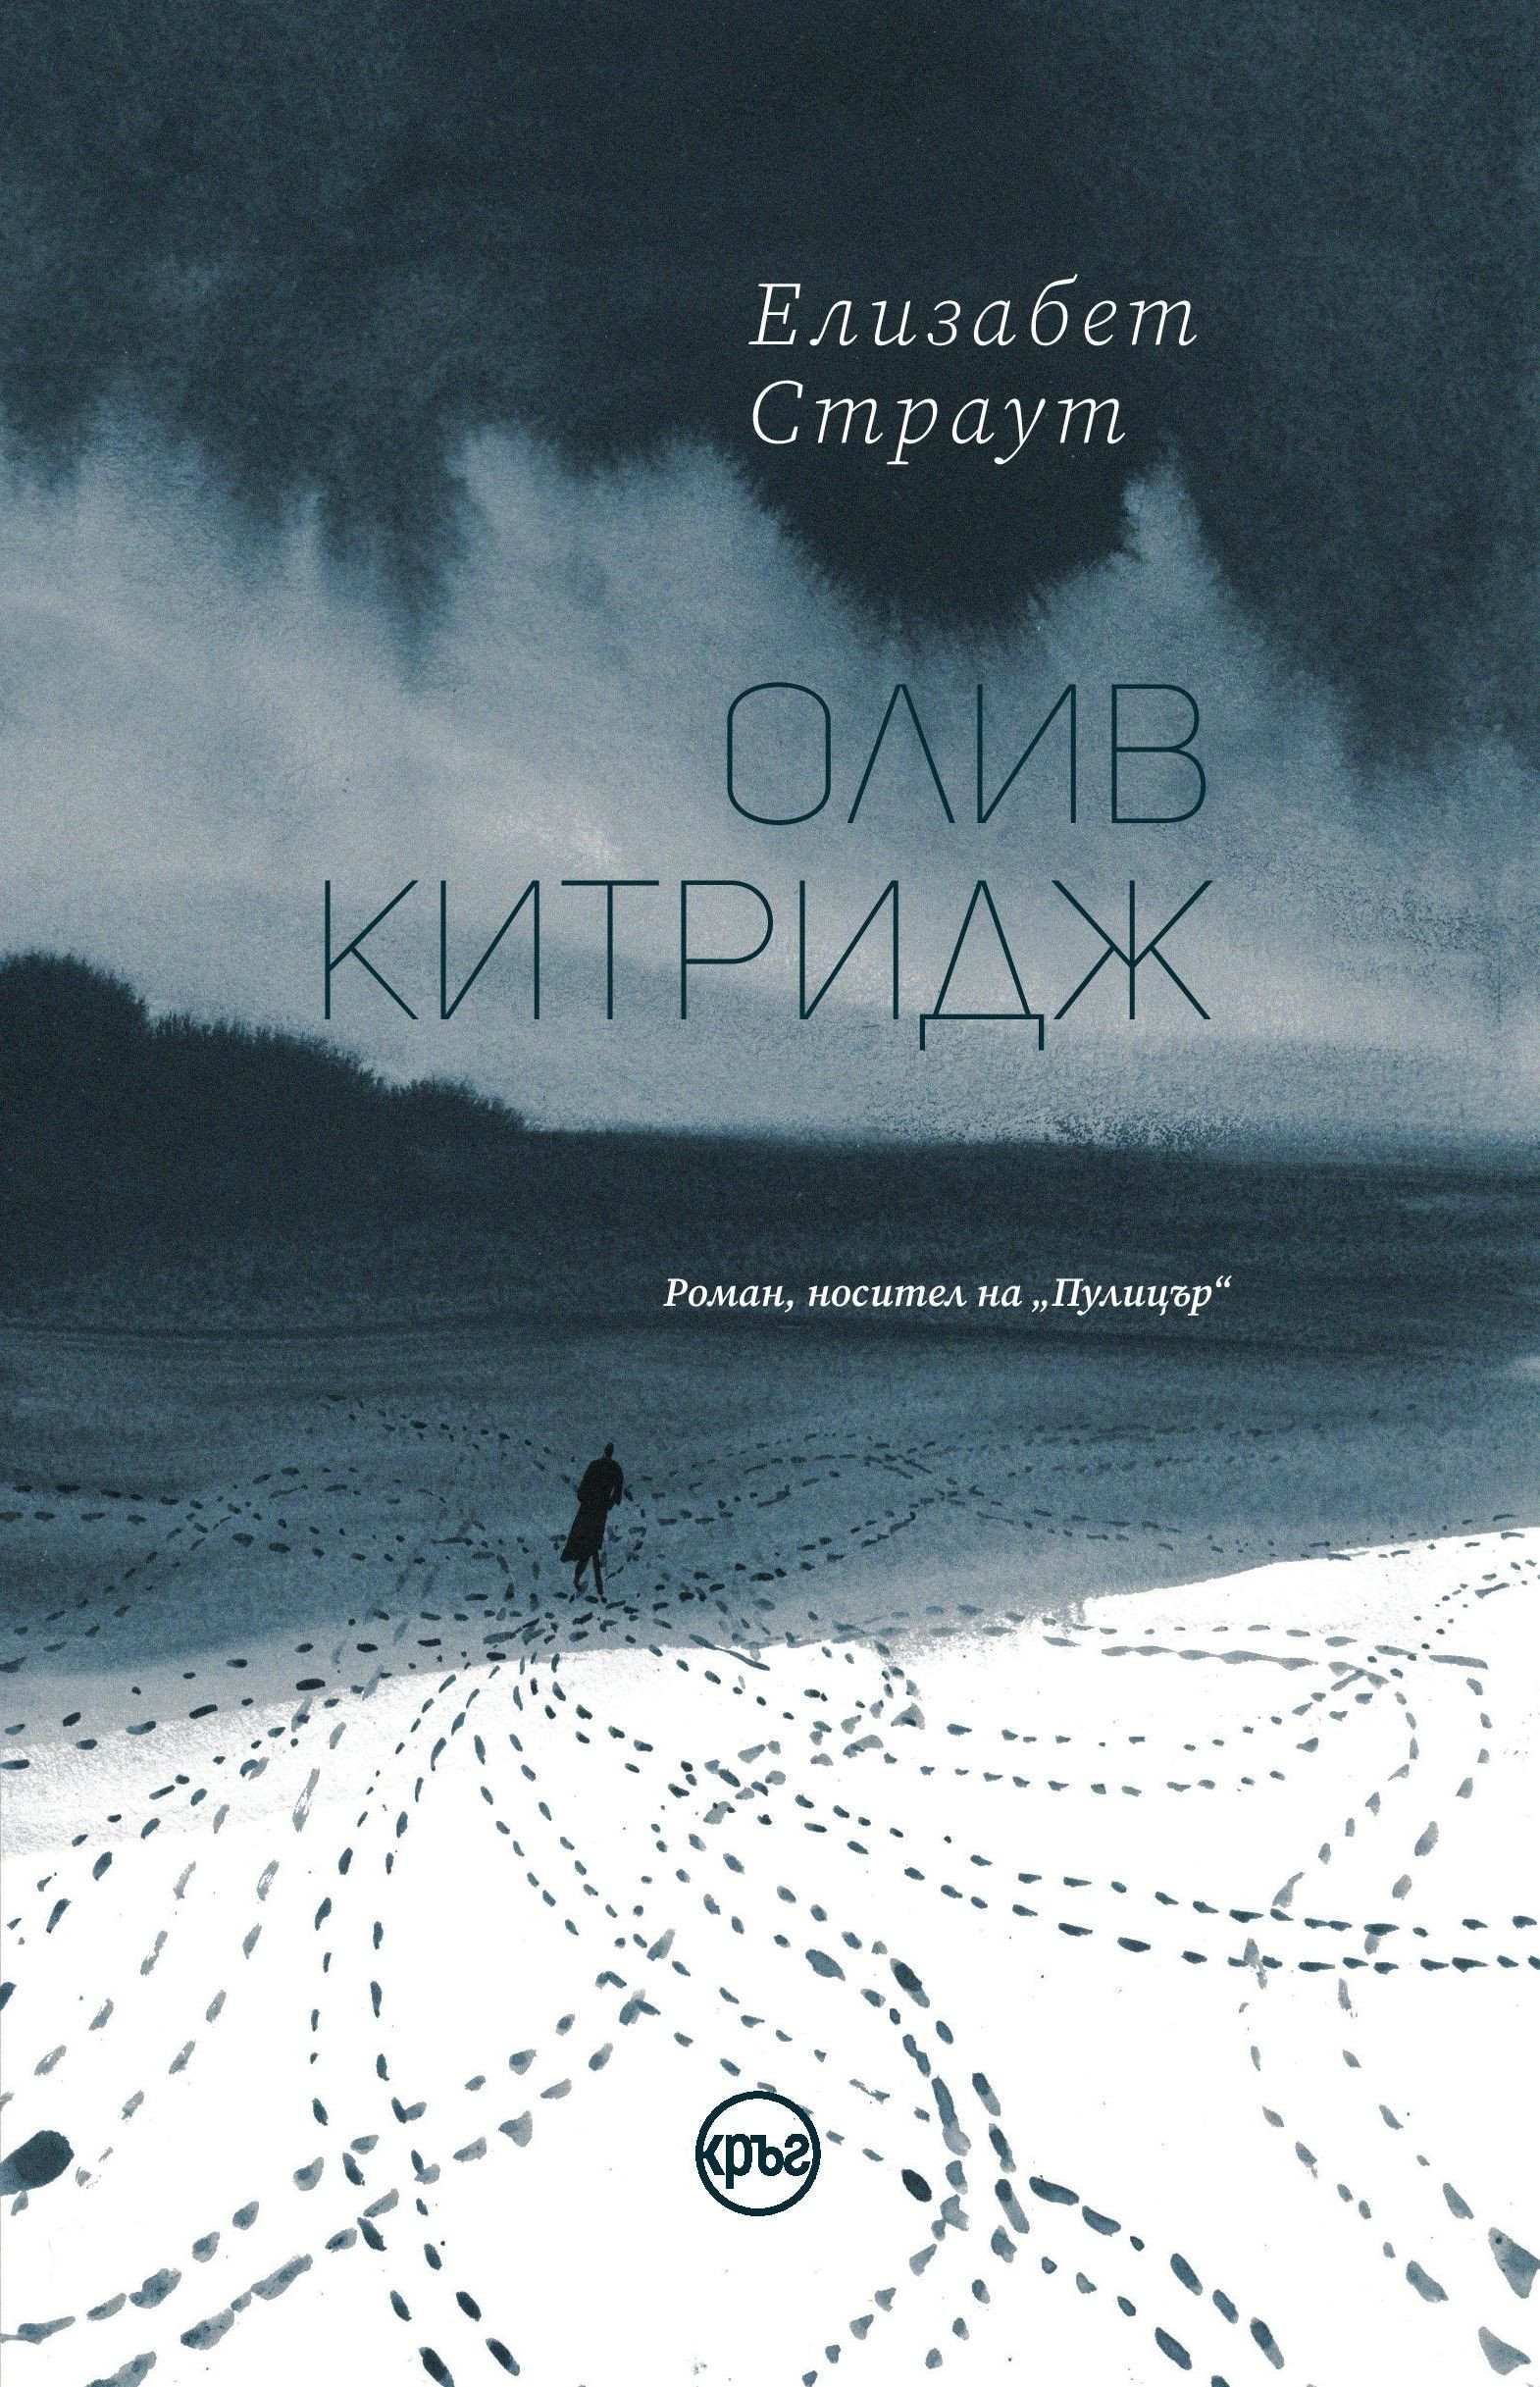 Елизабет
Страут
ОЛИВ
КИТРИДЖ
Роман, носител на „Пулицър“
кръг